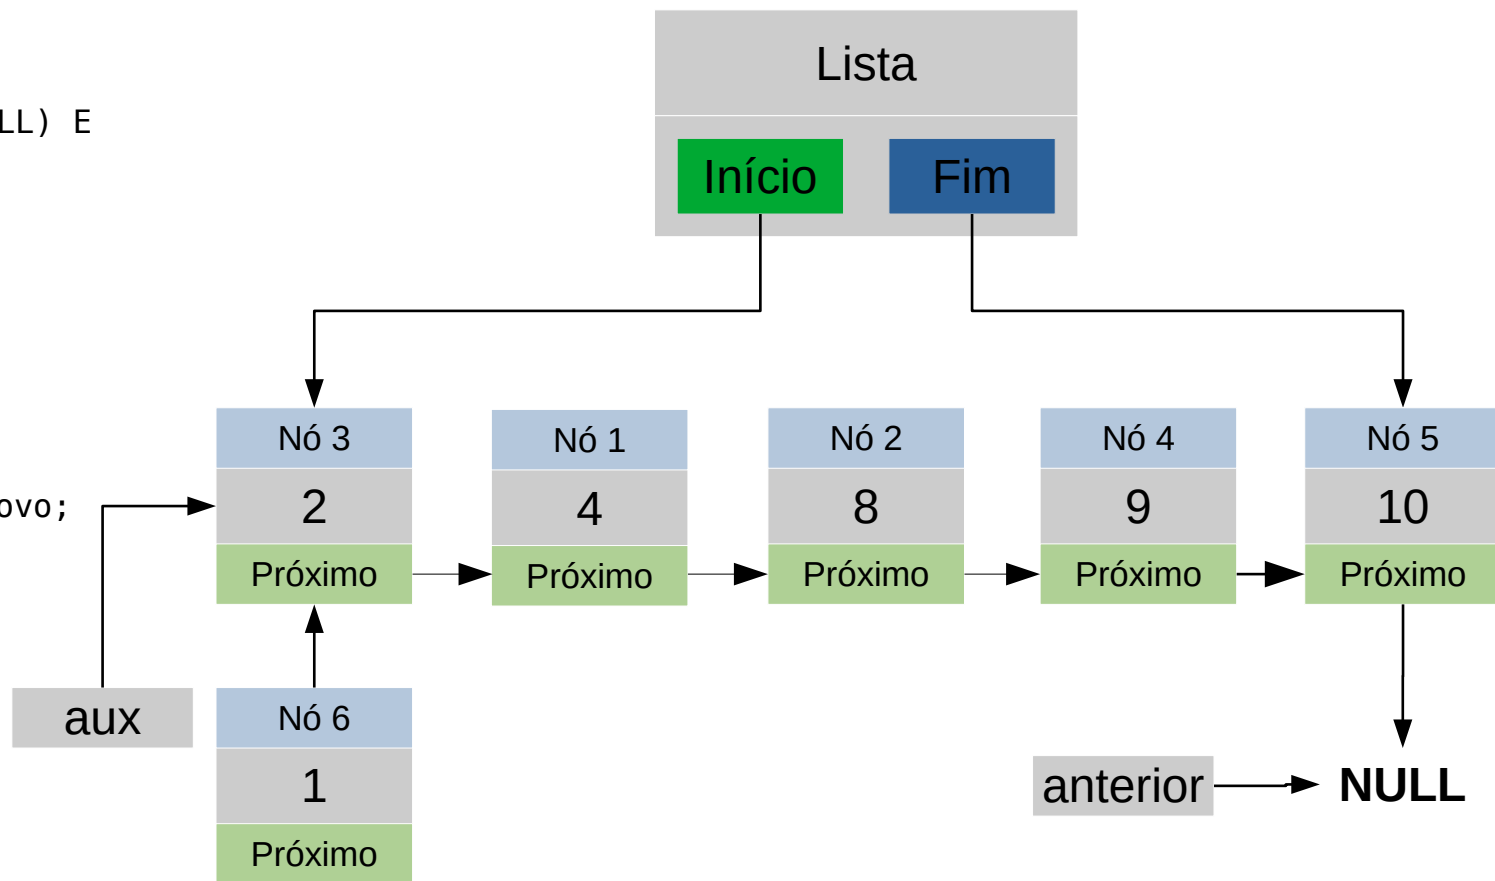 Lista
LL) E
Início Fim
Nó 3 Nó 1 Nó 2 Nó 4 Nó 5
2 4 8 9 10
ovo;
Próximo Próximo Próximo Próximo Próximo
aux Nó 6
1 anterior NULL
Próximo